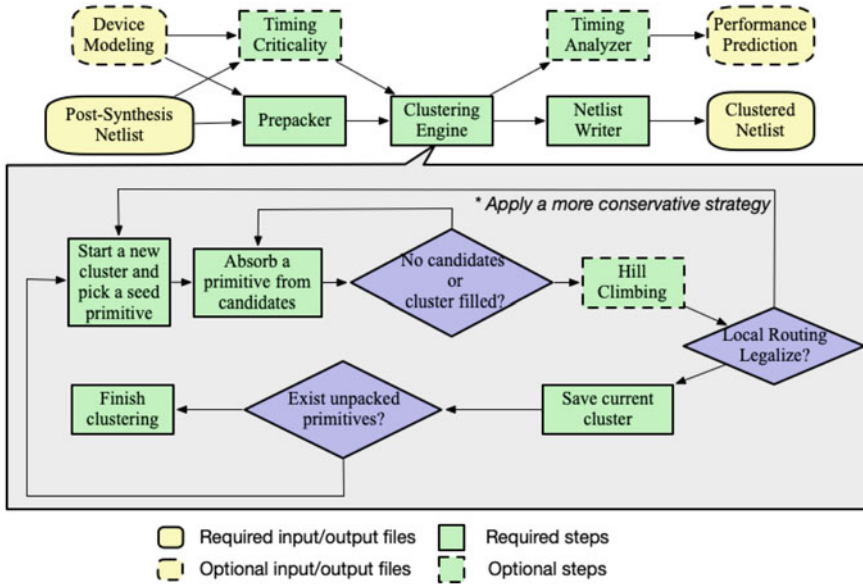 Device
Modeling
Timing
Criticality
Timing
Analyzer
Performance
Prediction
Post-Synthesis
Netlist
Prepacker
Clustering
Engine
Netlist
Writer
Clustered
Netlist
* Apply a more conservative strategy
Start a new
cluster and
pick a seed
primitive
Absorb a
primitive from
candidates
No candidates
or
cluster filled?
Hill
Climbing
Local Routing
Legalize?
Finish
clustering
Exist unpacked
primitives?
Save current
cluster
Required input/output files
Required steps
Optional input/output files
Optional steps